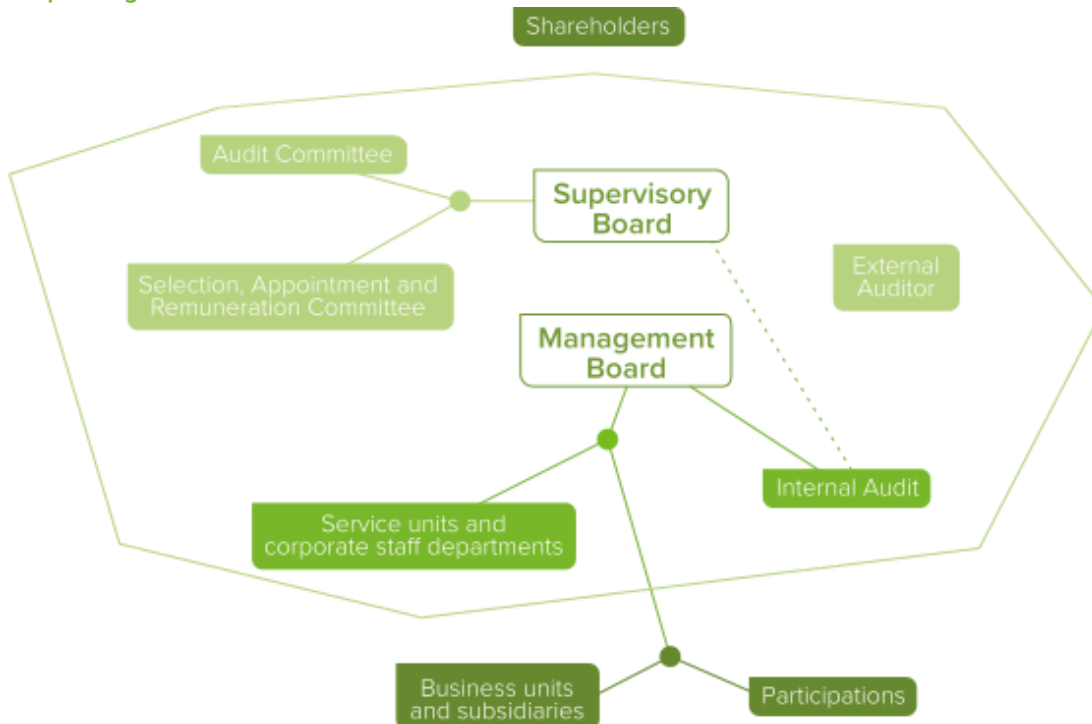 Shareholders
Audit Committee
Supervisory
Board
Selection, Appointment and
Remuneration Committee
External
Auditor
Management
Board
Internal Audit
Service units and
corporate staff departments
Business units
and subsidiaries
Participations